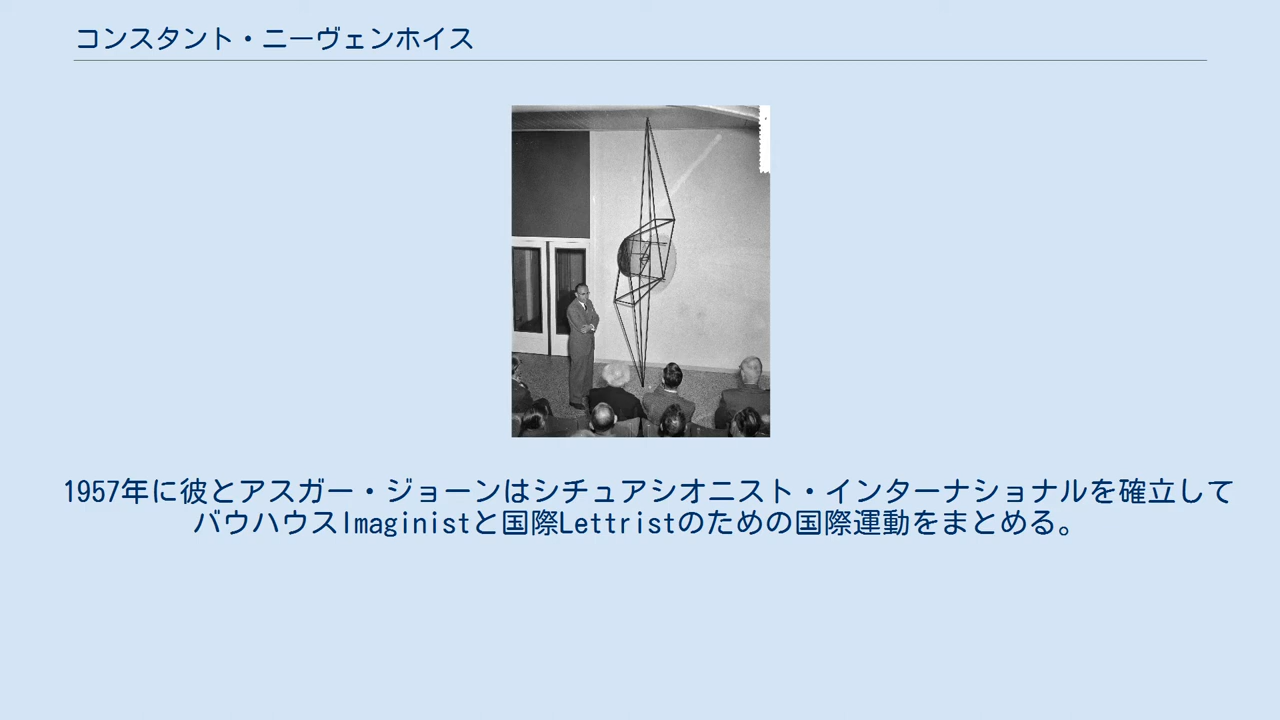 コンスタント・ニーヴェンホイス
1957年に彼とアスガー・ジョーンはシチュアシオニスト・インターナショナルを確立して
バウハウスImaginistと国際Lettristのための国際運動をまとめる。